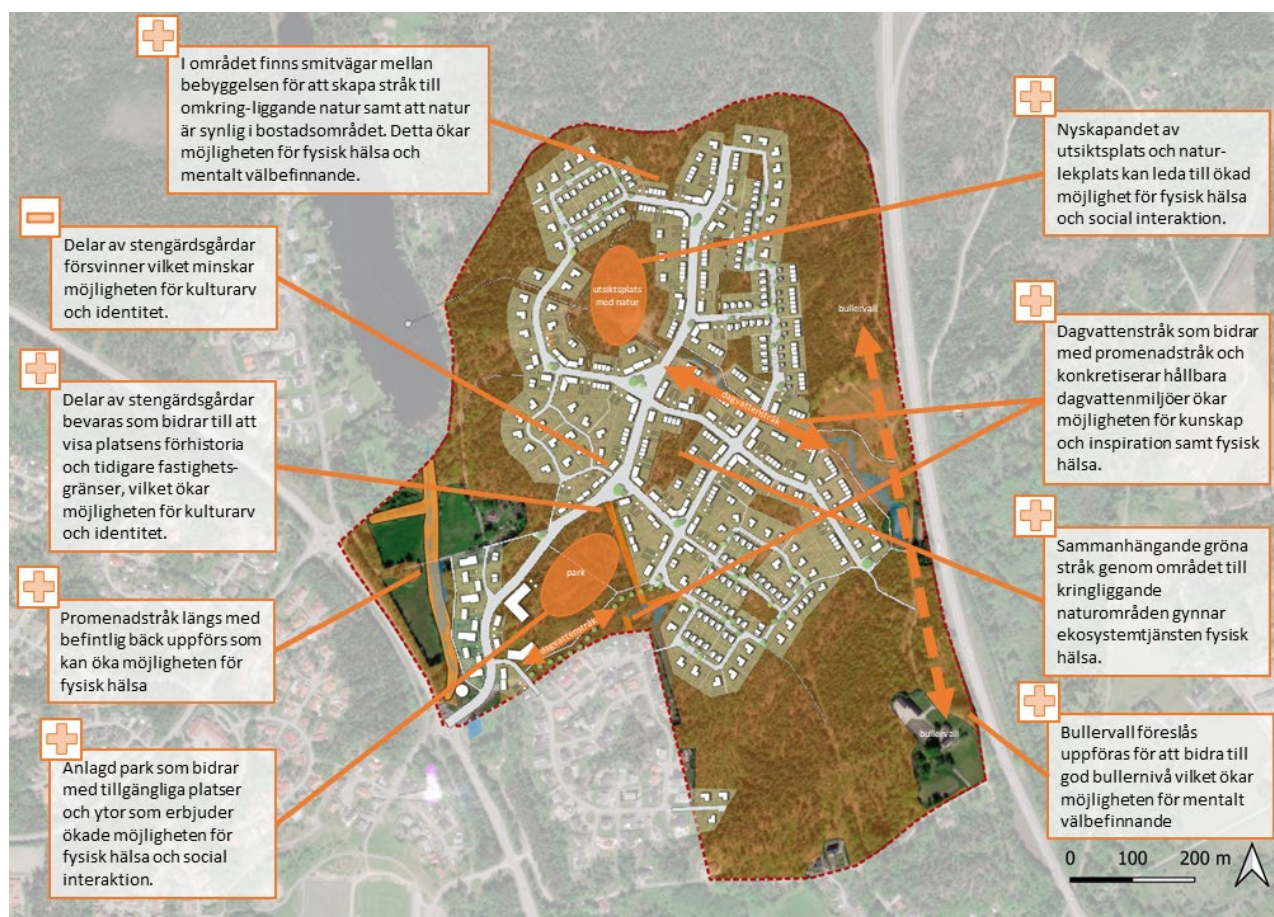 I området finns smitvägar mellan
bebyggelsen för att skapa stråk till
omkring-liggande natur samt att natur
är synlig i bostadsområdet. Detta ökar
möjligheten för fysisk hälsa och
mentalt välbefinnande.
Delar av stengärdsgårdar
försvinner vilket minskar
möjligheten för kulturarv
och identitet.
Delar av stengärdsgårdar
bevaras som bidrar till att
visa platsens förhistoria
och tidigare fastighets-
gränser, vilket ökar
möjligheten för kulturarv
och identitet.
Promenadstråk längs med
befintlig bäck uppförs som
kan öka möjligheten för
fysisk hälsa
Anlagd park som bidrar
med tillgängliga platser
och ytor som erbjuder
ökade möjligheten för
fysisk hälsa och social
interaktion.
utsiktsplats
med natur
bullervall
dagvattenstråk
park
dagvattenstråk
bullervall
Nyskapandet av
utsiktsplats och natur-
lekplats kan leda till ökad
möjlighet för fysisk hälsa
och social interaktion.
Dagvattenstråk som bidrar
med promenadstråk och
konkretiserar hållbara
dagvattenmiljöer ökar
möjligheten för kunskap
och inspiration samt fysisk
hälsa.
Sammanhängande gröna
stråk genom området till
kringliggande
naturområden gynnar
ekosystemtjänsten fysisk
hälsa.
Bullervall föreslås
uppföras för att bidra till
god bullernivå vilket ökar
möjligheten för mentalt
välbefinnande
0 100 200 m